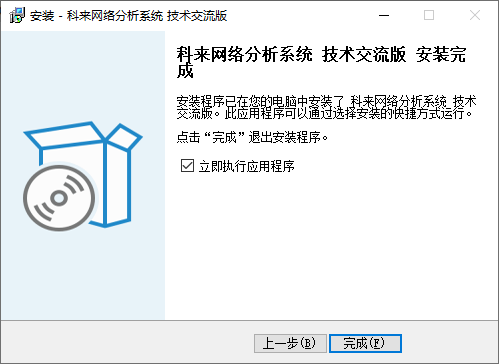 安装 - 科来网络分析系统 技术交流版
科来网络分析系统 技术交流版 安装完
成
安装程序已在您的电脑中安装了 科来网络分析系统 技术
交流版。此应用程序可以通过选择安装的快捷方式运行。
点击“完成”退出安装程序。
立即执行应用程序
上一步(B)
完成(F)